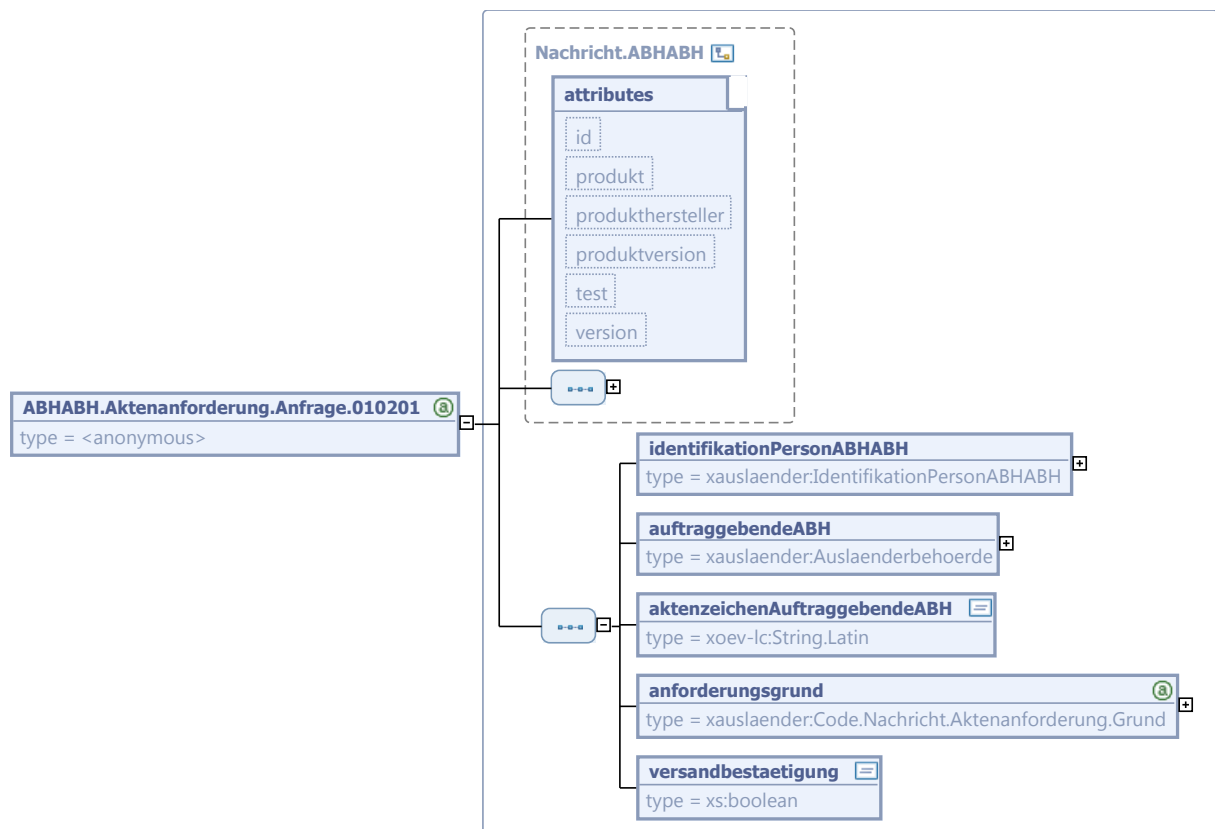 Nachricht.ABHABH
attributes
id
produkt
produkthersteller
produktversion
test
version
ABHABH.Aktenanforderung.Anfrage.010201
type = <anonymous>
identifikationPersonABHABH
type = xauslaender:IdentifikationPersonABHABH
auftraggebendeABH
type = xauslaender:Auslaenderbehoerde
aktenzeichenAuftraggebendeABH
type = xoev-lc:String.Latin
anforderungsgrund
type = xauslaender:Code.Nachricht.Aktenanforderung.Grund
versandbestaetigung
type = xs:boolean